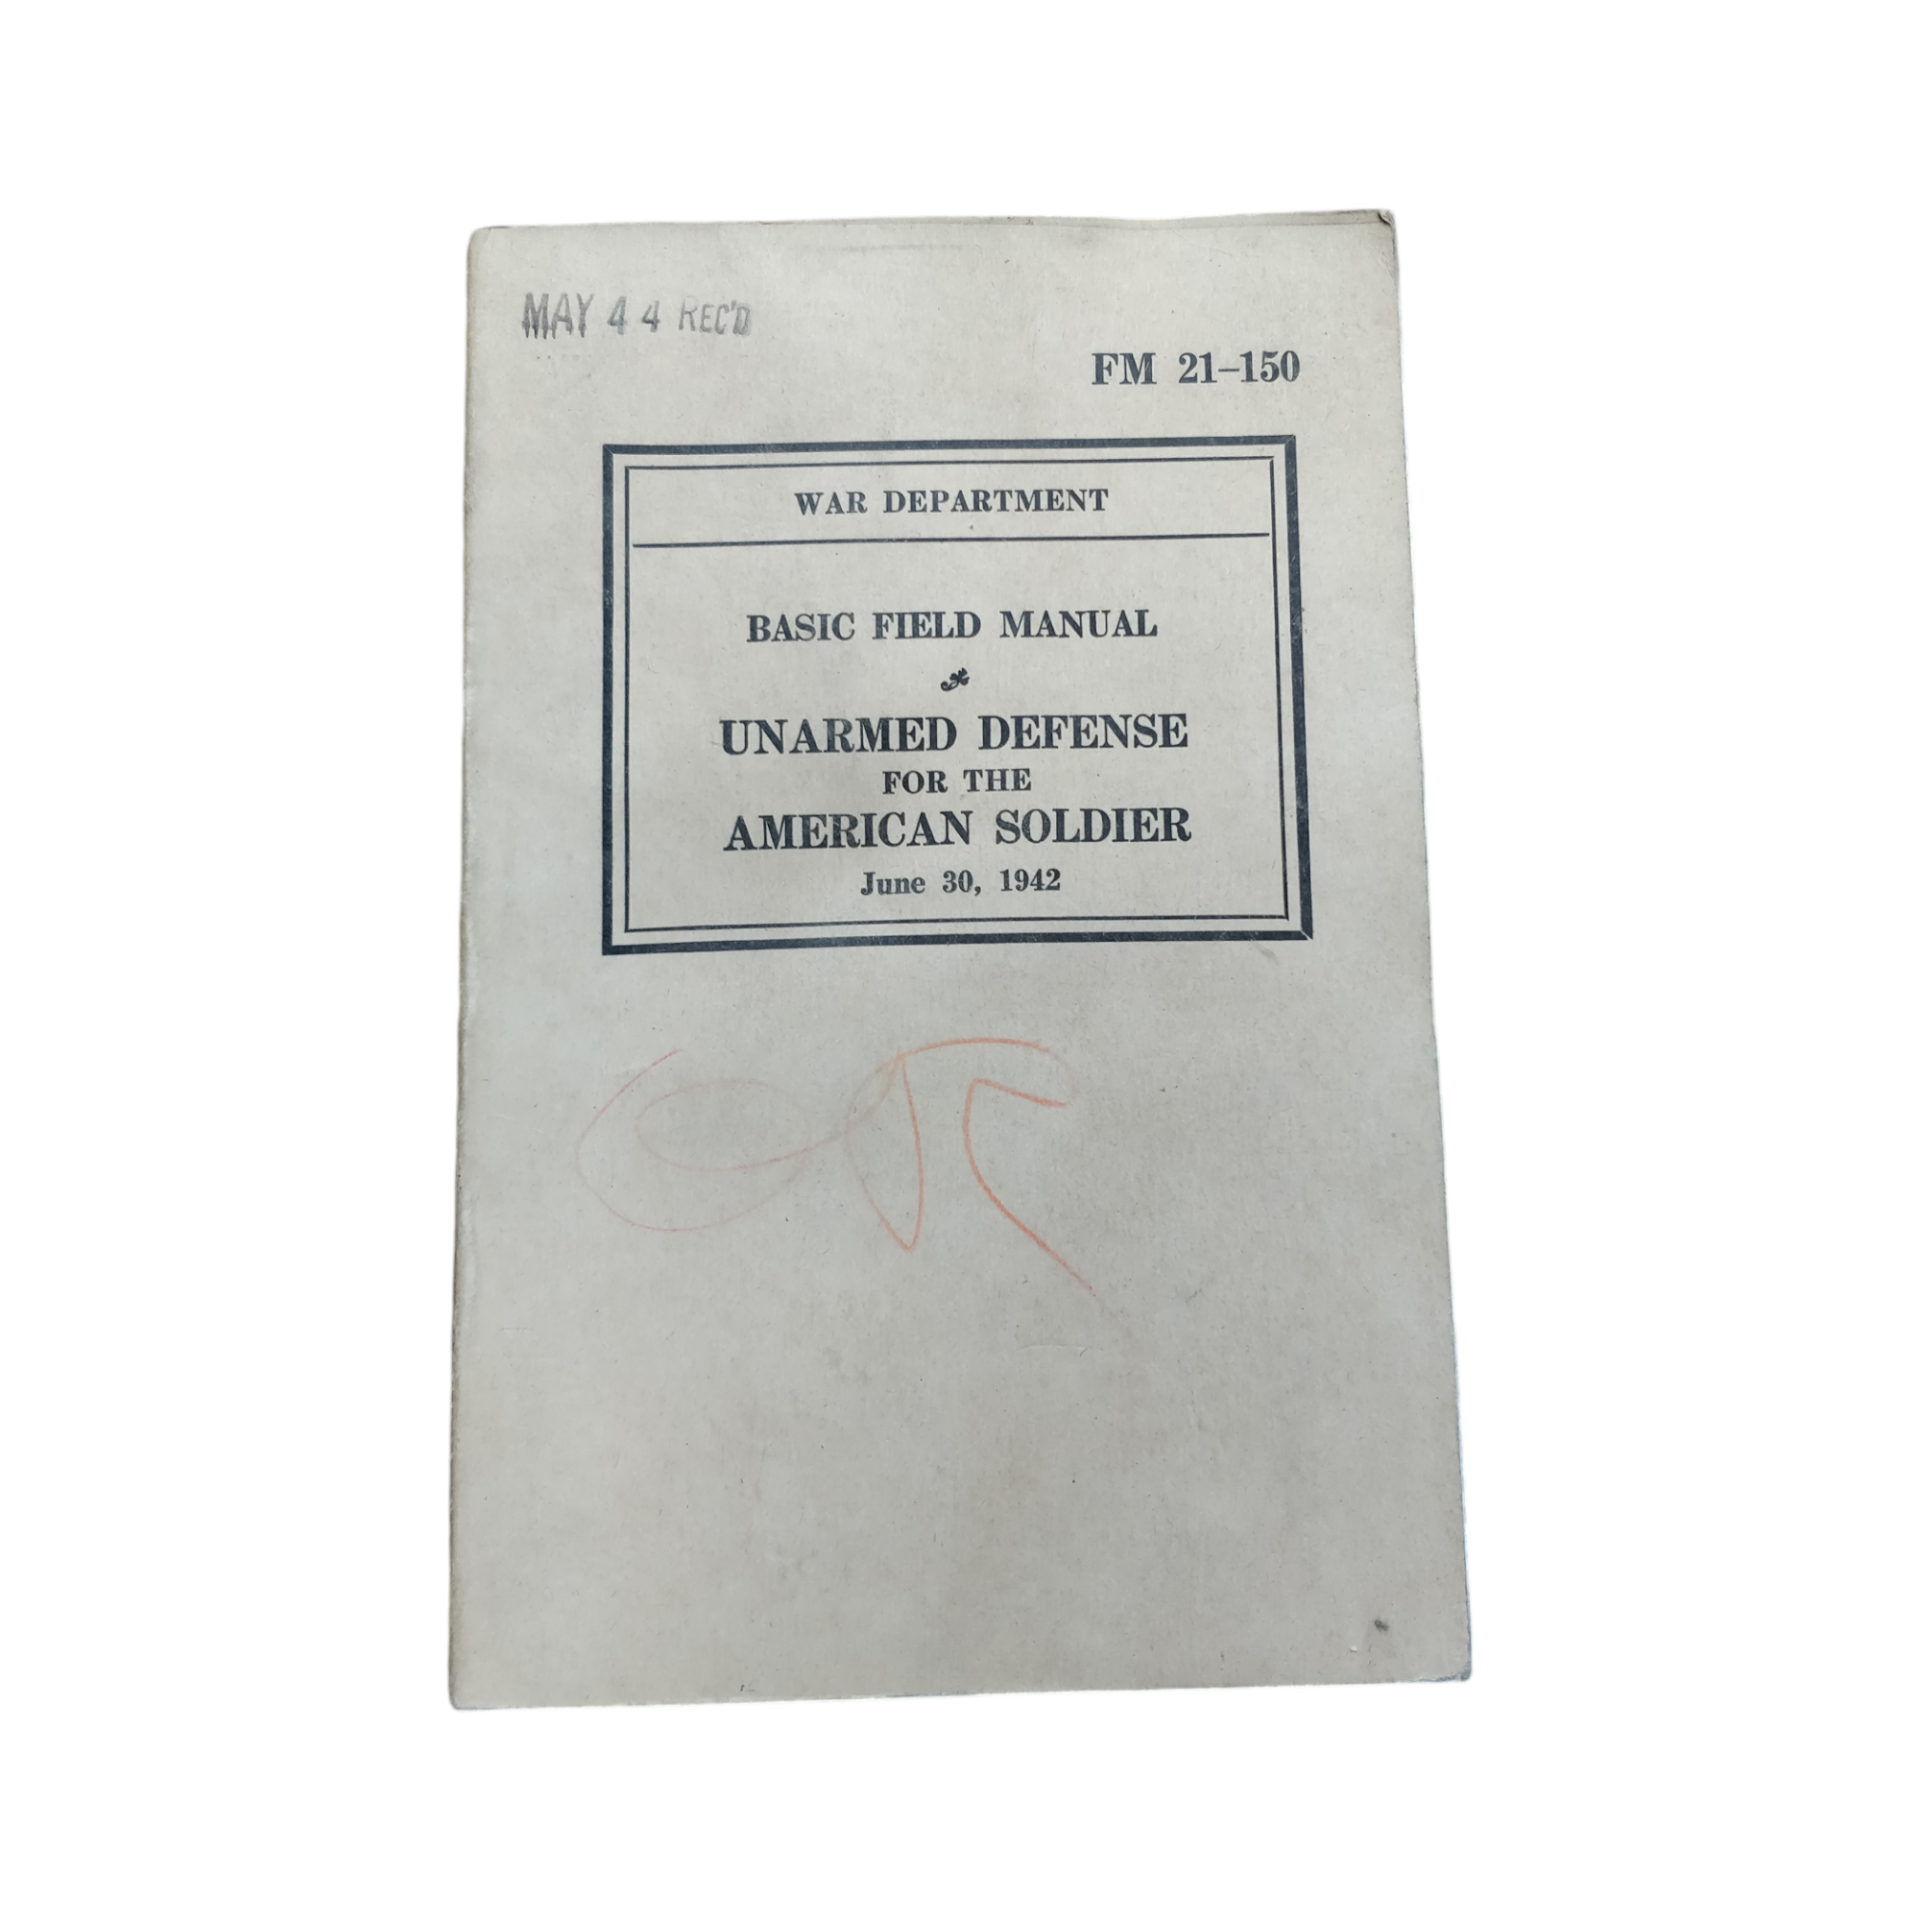 MAY 4 4 REC'D
FM 21-150
WAR DEPARTMENT
BASIC FIELD MANUAL
UNARMED DEFENSE
FOR THE
AMERICAN SOLDIER
June 30, 1942